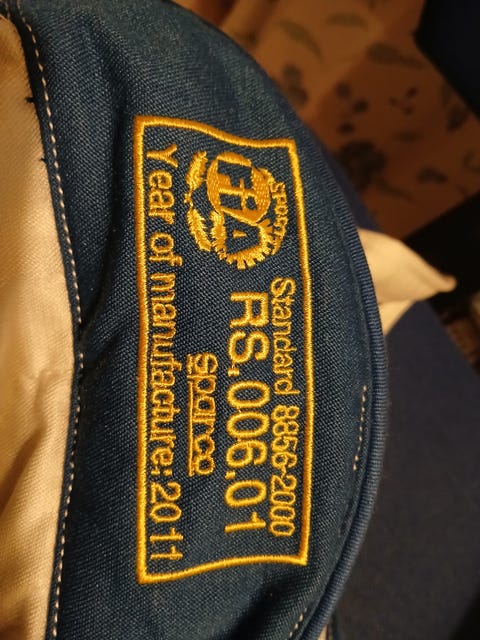 Standard 8856-2000
FIA SPORT
RS.006.01
sparco
Year of manufacture: 2011